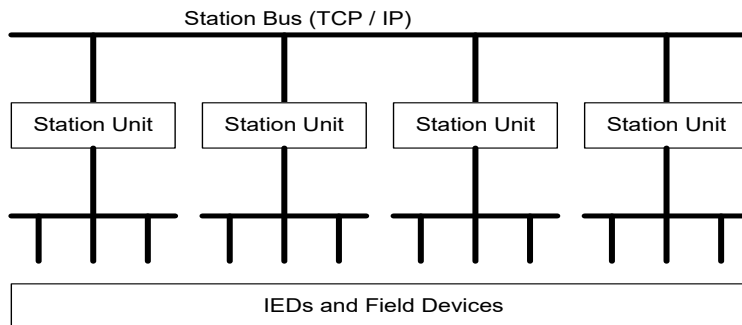 Station Bus (TCP / IP)
Station Unit
Station Unit
Station Unit
Station Unit
IEDs and Field Devices